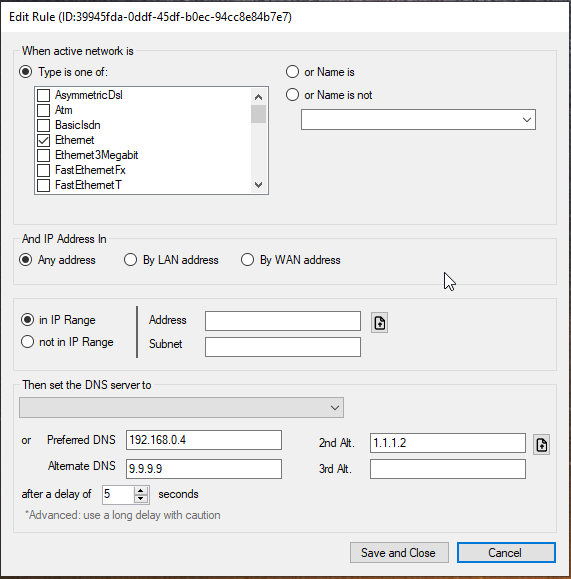 Edit Rule (ID:39945fda-0ddf-45df-b0ec-94cc8e84b7e7)
When active network is
Type is one of:
or Name is
AsymmetricDsl
or Name is not
Atm
BasicIsdn
Ethernet
Ethernet3Megabit
FastEthernetFx
FastEthernetT
And IP Address In
Any address By LAN address By WAN address
in IP Range Address
not in IP Range Subnet
Then set the DNS server to
or Preferred DNS 192.168.0.4 2nd Alt. 1.1.1.2
Alternate DNS 9.9.9.9 3rd Alt.
after a delay of 5 seconds
*Advanced: use a long delay with caution
Save and Close Cancel